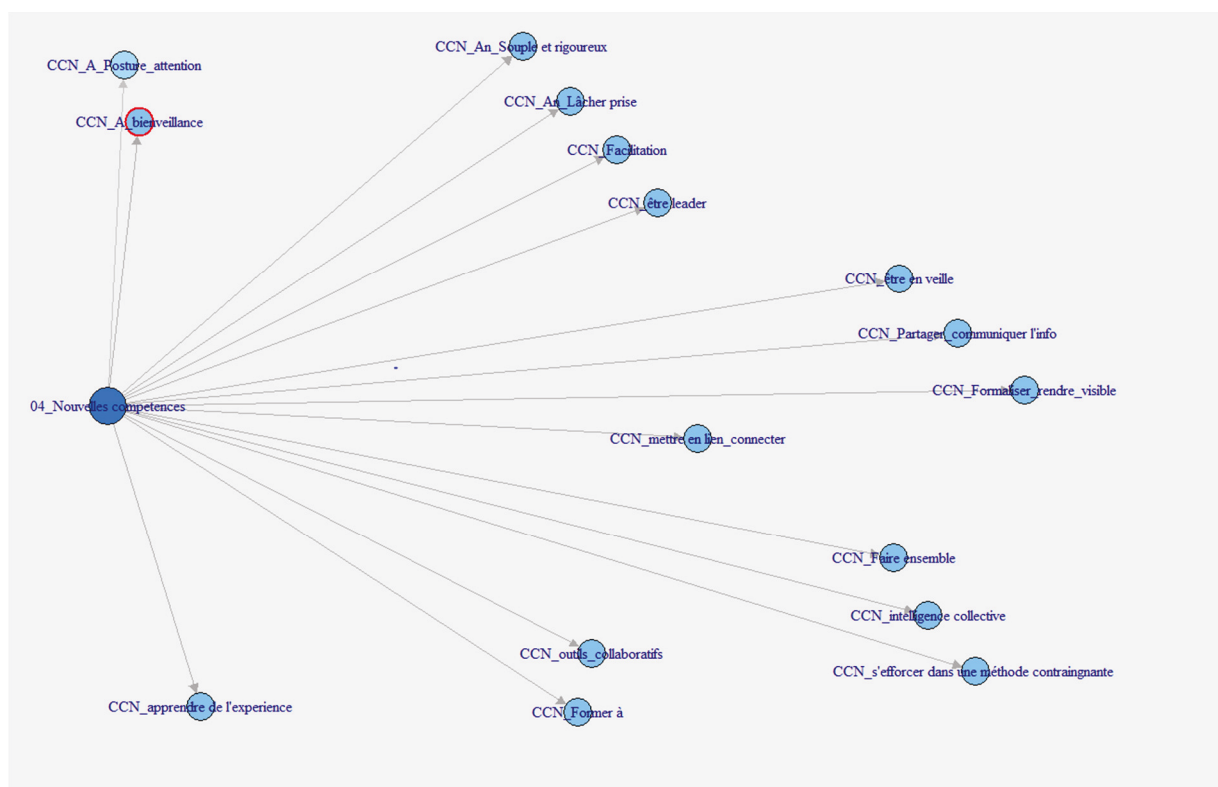 CCN_An_Souple et rigoureux
CCN_A_Posture_attention
CCN_An_Lâcher prise
CCN_A_bienveillance
CCN_Facilitation
CCN_être leader
CCN_être en veille
CCN_Partager_communiquer l'info
CCN_Formaliser_rendre_visible
04_Nouvelles competences
CCN_mettre en lien_connecter
CCN_Faire ensemble
CCN_intelligence collective
CCN_outils_collaboratifs
CCN_s'efforcer dans une méthode contraingnante
CCN_apprendre de l'experience
CCN_Former à